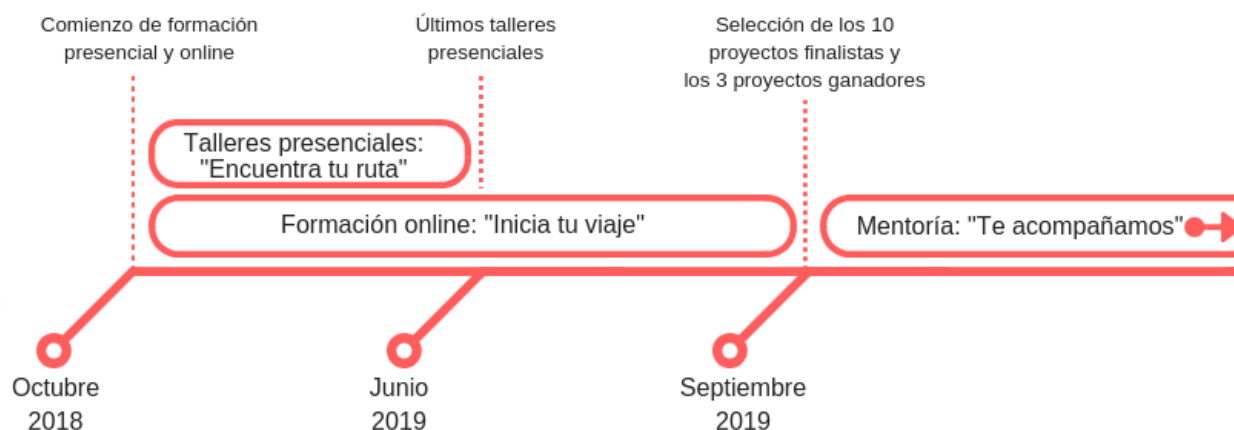 Comienzo de formación
presencial y online
Últimos talleres
presenciales
Selección de los 10
proyectos finalistas y
los 3 proyectos ganadores
Talleres presenciales:
"Encuentra tu ruta"
Formación online: "Inicia tu viaje"
Mentoría: "Te acompañamos"
Octubre
2018
Junio
2019
Septiembre
2019